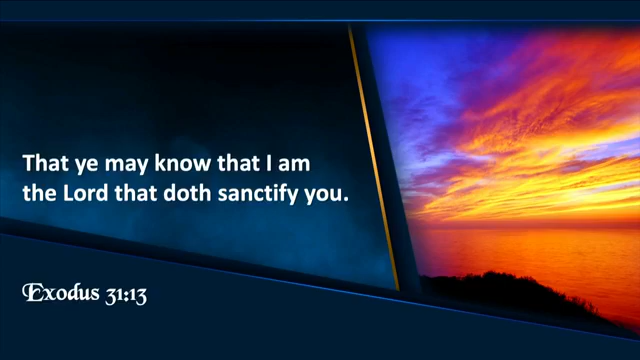 That ye may know that I am
the Lord that doth sanctify you.
Exodus 31:13